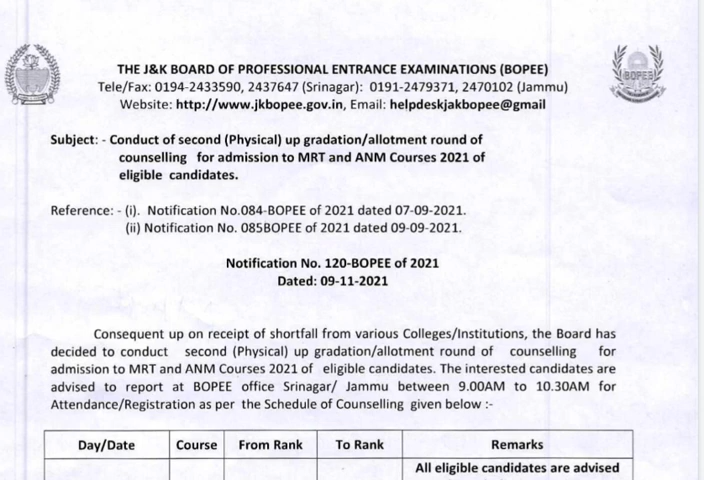 BOPEE
THE J&K BOARD OF PROFESSIONAL ENTRANCE EXAMINATIONS (BOPEE)
Tele/Fax: 0194-2433590, 2437647 (Srinagar): 0191-2479371, 2470102 (Jammu)
Website: http://www.jkbopee.gov.in, Email: helpdeskjakbopee@gmail
Subject: - Conduct of second (Physical) up gradation/allotment round of
counselling for admission to MRT and ANM Courses 2021 of
eligible candidates.
Reference: - (i). Notification No.084-BOPEE of 2021 dated 07-09-2021.
(ii) Notification No. 085BOPEE of 2021 dated 09-09-2021.
Notification No. 120-BOPEE of 2021
Dated: 09-11-2021
Consequent up on receipt of shortfall from various Colleges/Institutions, the Board has
decided to conduct second (Physical) up gradation/allotment round of counselling for
admission to MRT and ANM Courses 2021 of eligible candidates. The interested candidates are
advised to report at BOPEE office Srinagar/ Jammu between 9.00AM to 10.30AM for
Attendance/Registration as per the Schedule of Counselling given below :-
Day/Date Course From Rank To Rank Remarks
All eligible candidates are advised